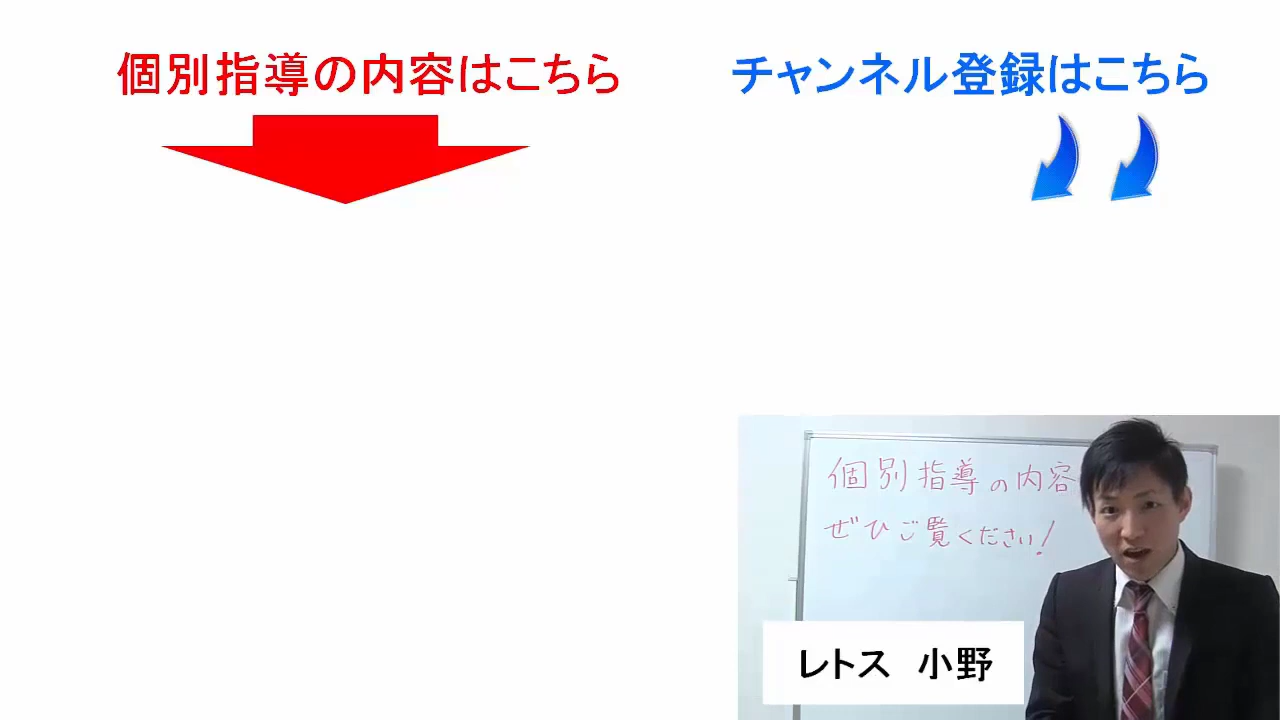 個別指導の内容はこちら
チャンネル登録はこちら
個別指導の内容
ぜひご覧ください!
レトス 小野